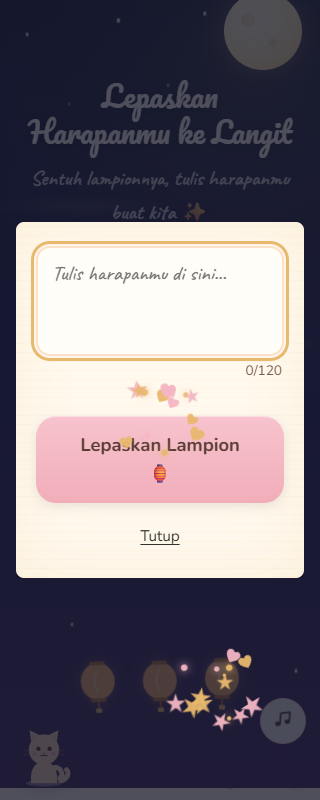 Lepaskan
Harapanmu ke Langit
Sentuh lampionnya, tulis harapanmu
buat kita ✨
Tulis harapanmu di sini...
0/120
Lepaskan Lampion
🏮
Tutup